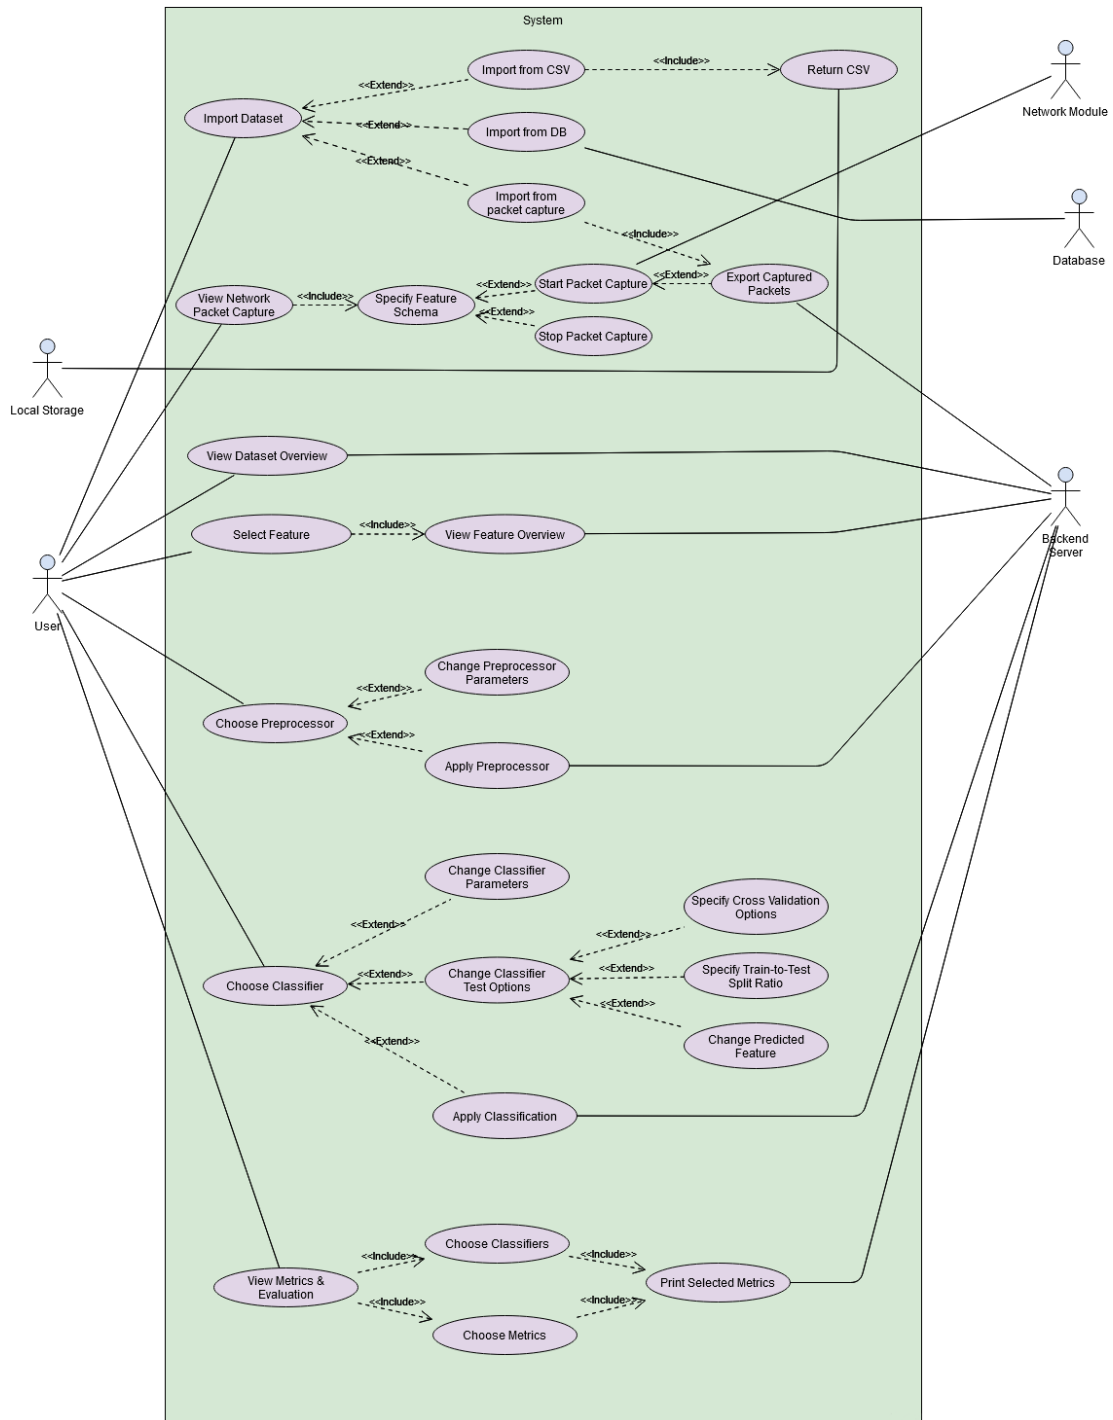 System
Import from CSV
<<Include>>
Return CSV
Network Module
<<Extend>>
Import Dataset
<<Extend>>
Import from DB
<<Extend>>
Import from
packet capture
<<Include>>
Database
View Network
Packet Capture
<<Include>>
Specify Feature
Schema
<<Extend>>
Start Packet Capture
<<Extend>>
Export Captured
Packets
<<Extend>>
Stop Packet Capture
Local Storage
View Dataset Overview
Select Feature
<<Include>>
View Feature Overview
Backend
Server
User
Change Preprocessor
Parameters
<<Extend>>
Choose Preprocessor
<<Extend>>
Apply Preprocessor
Change Classifier
Parameters
<<Extend>>
Specify Cross Validation
Options
<<Extend>>
Choose Classifier
<<Extend>>
Change Classifier
Test Options
<<Extend>>
Specify Train-to-Test
Split Ratio
<<Extend>>
Change Predicted
Feature
<<Extend>>
Apply Classification
Choose Classifiers
<<Include>>
<<Include>>
View Metrics &
Evaluation
Print Selected Metrics
<<Include>>
<<Include>>
Choose Metrics